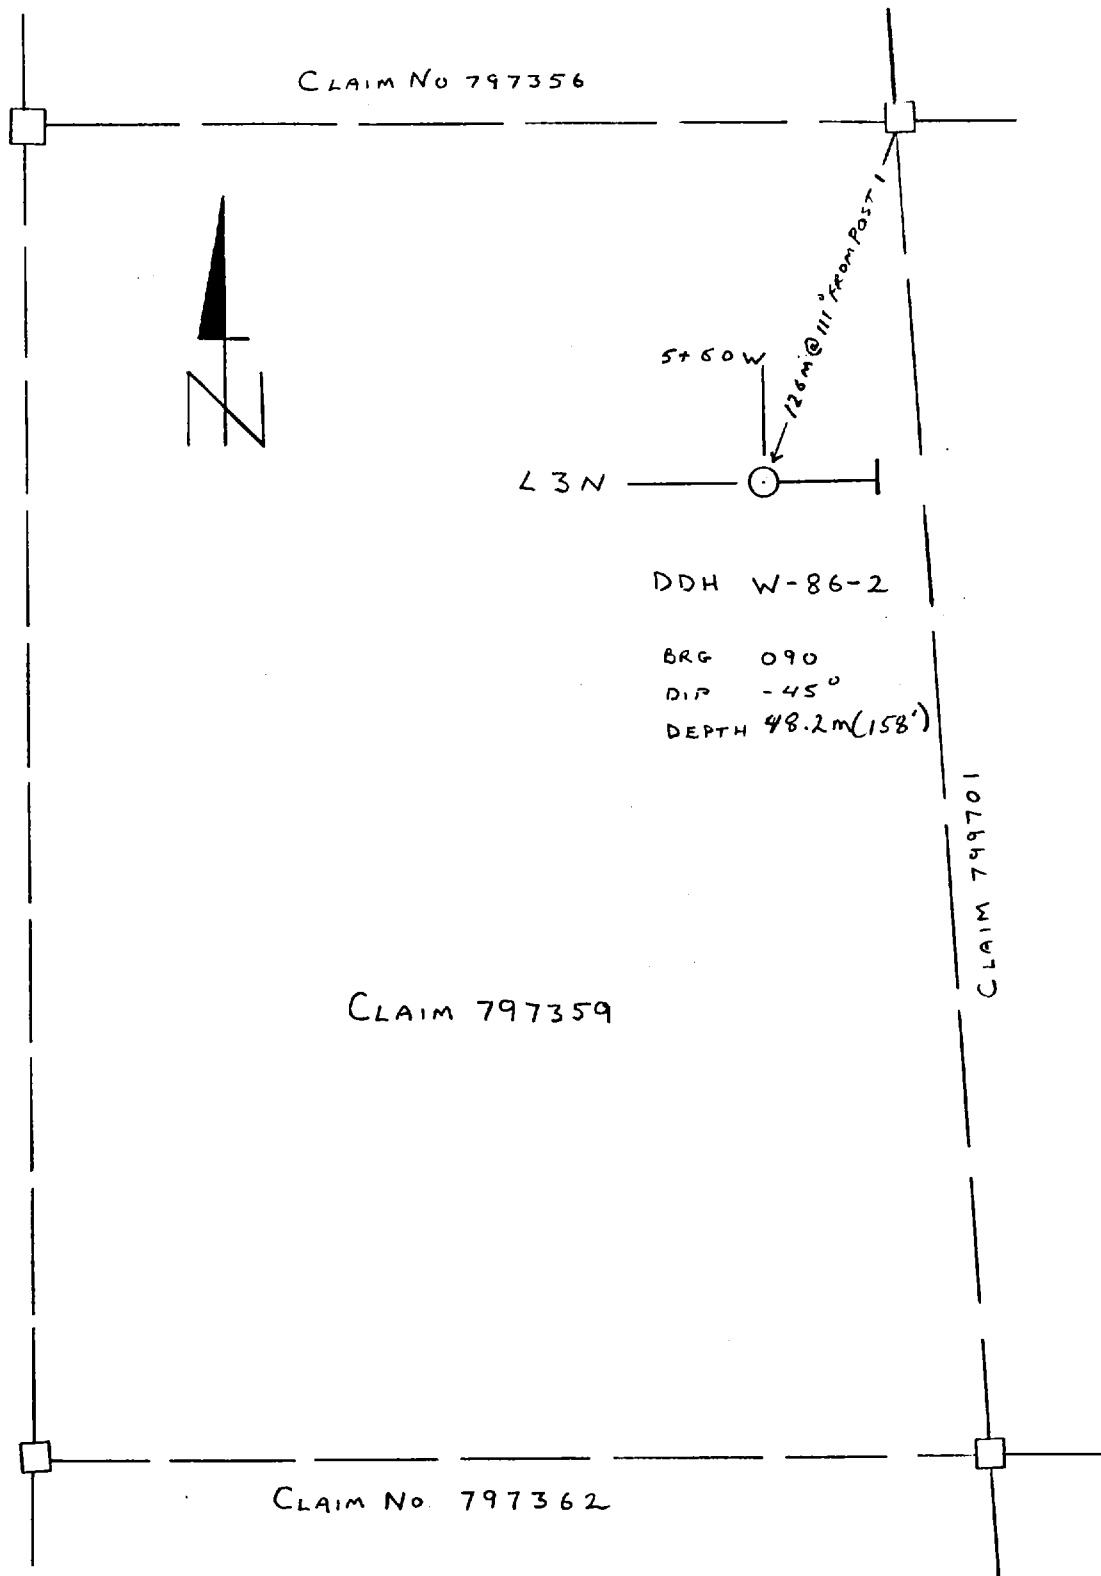 CLAIM No 797356
126m @ 111° FROM POST 1
5+60W
L3N
N
DDH W-86-2
BRG 090
DIP -45°
DEPTH 48.2m(158')
CLAIM 799701
CLAIM 797359
CLAIM No. 797362